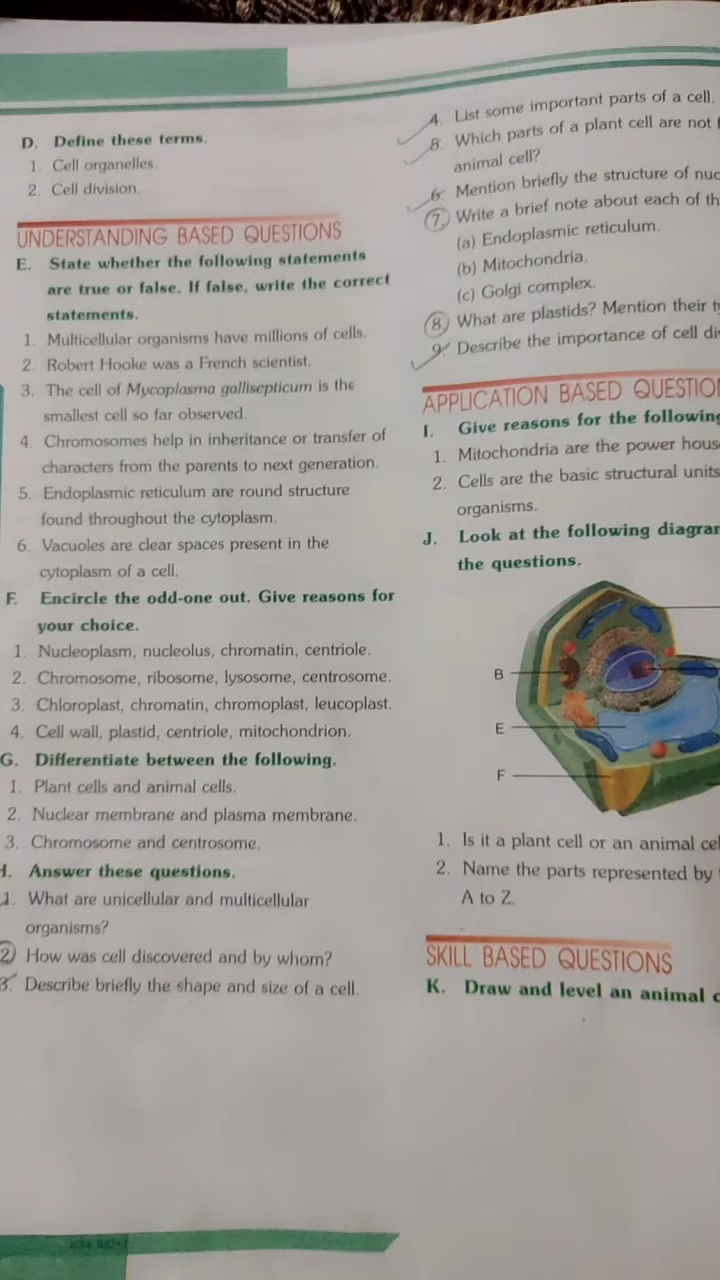 D. Define these terms.
1. Cell organelles.
2. Cell division.
UNDERSTANDING BASED QUESTIONS
E. State whether the following statements
are true or false. If false, write the correct
statements.
1. Multicellular organisms have millions of cells.
2. Robert Hooke was a French scientist.
3. The cell of Mycoplasma gallisepticum is the
smallest cell so far observed.
4. Chromosomes help in inheritance or transfer of
characters from the parents to next generation.
5. Endoplasmic reticulum are round structure
found throughout the cytoplasm.
6. Vacuoles are clear spaces present in the
cytoplasm of a cell.
F. Encircle the odd-one out. Give reasons for
your choice.
1. Nucleoplasm, nucleolus, chromatin, centriole.
2. Chromosome, ribosome, lysosome, centrosome.
3. Chloroplast, chromatin, chromoplast, leucoplast.
4. Cell wall, plastid, centriole, mitochondrion.
G. Differentiate between the following.
1. Plant cells and animal cells.
2. Nuclear membrane and plasma membrane.
3. Chromosome and centrosome.
H. Answer these questions.
1. What are unicellular and multicellular
organisms?
2. How was cell discovered and by whom?
3. Describe briefly the shape and size of a cell.
4. List some important parts of a cell.
5. Which parts of a plant cell are not
animal cell?
6. Mention briefly the structure of
7. Write a brief note about each of
(a) Endoplasmic reticulum.
(b) Mitochondria.
(c) Golgi complex.
8. What are plastids? Mention their
9. Describe the importance of cell
APPLICATION BASED
I. Give reasons for the following
1. Mitochondria are the power
2. Cells are the basic structural units
organisms.
J. Look at the following
the questions.
B
E
F
1. Is it a plant cell or an animal
2. Name the parts represented by
A to Z.
SKILL BASED QUESTIONS
K. Draw and level an animal